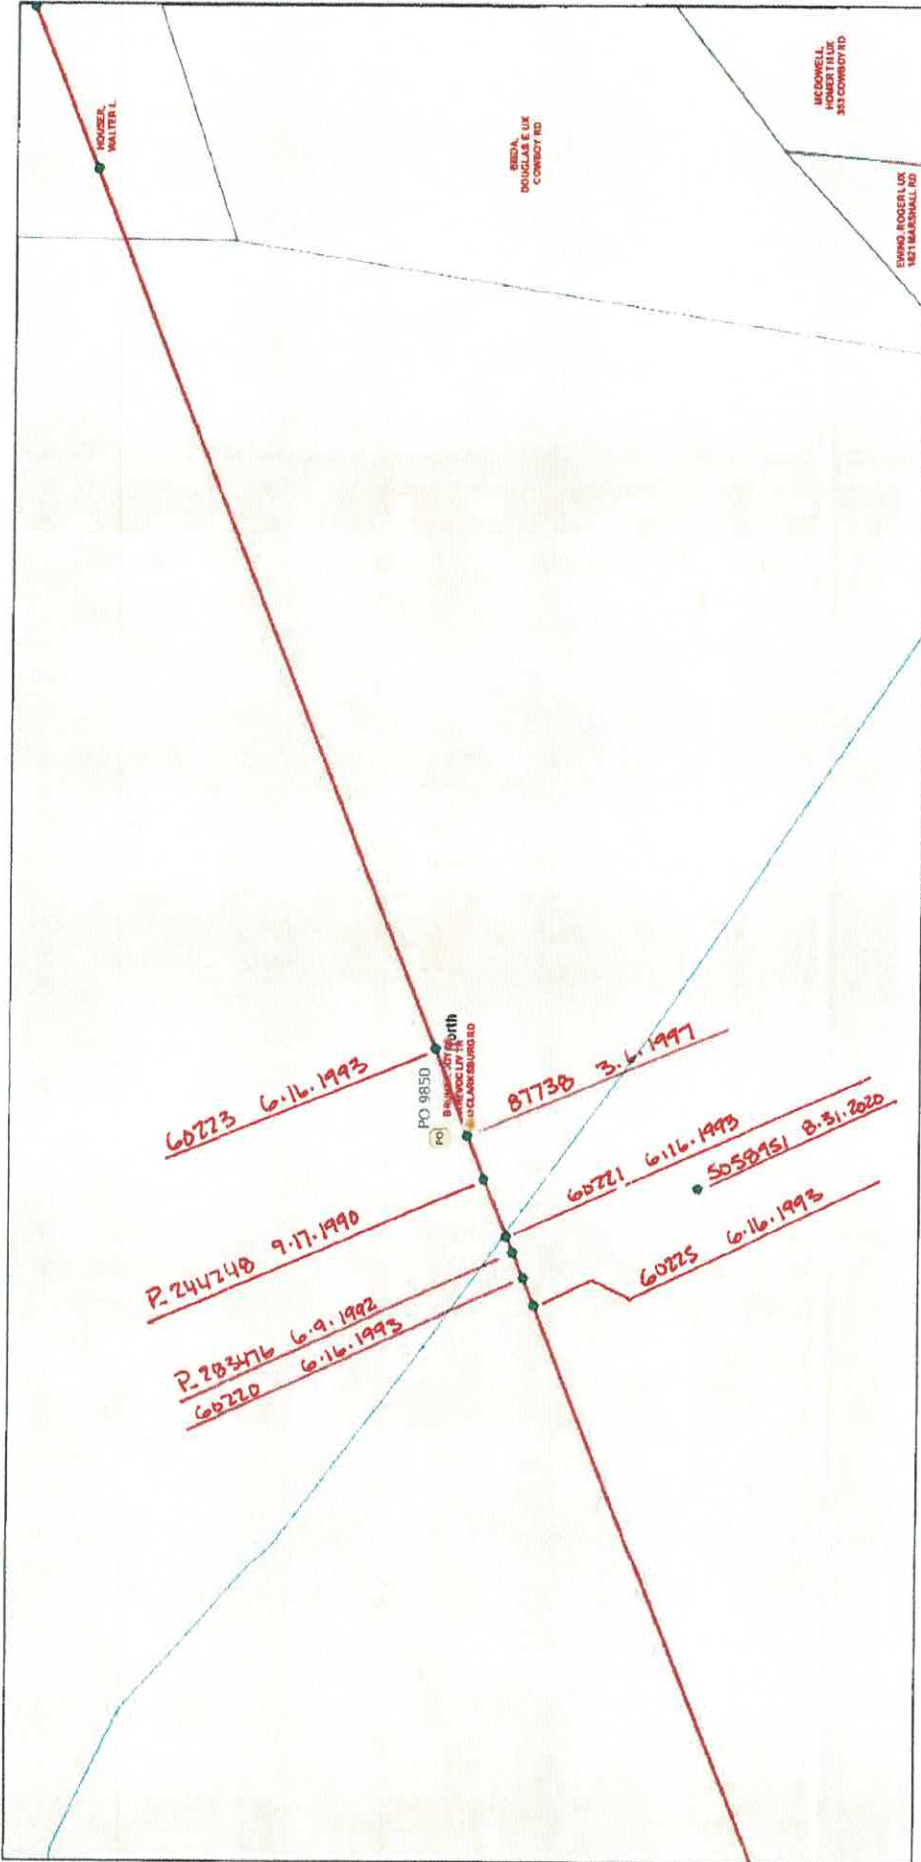 HOUSER,
WALTER L
DOUGLAS E UX
COWBOY RD
MCDOWELL,
HOMER T II UX
353 COWBOY RD
EWING, ROGER L UX
1821 MARSHALL RD
60223 6.16.1993
PO 9850
PO
orth
CLARKSBURG RD
87738 3.6.1997
P-244248 9.17.1990
60221 6.16.1993
5058951 8.31.2020
P-283476 6.9.1992
60220 6.16.1993
60225 6.16.1993